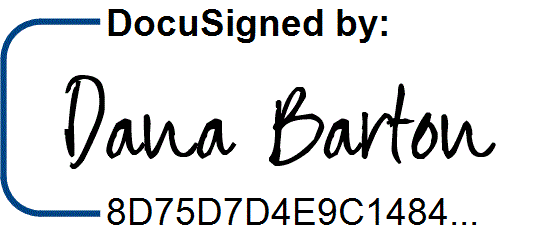 DocuSigned by:
Dana Barton
8D75D7D4E9C1484...